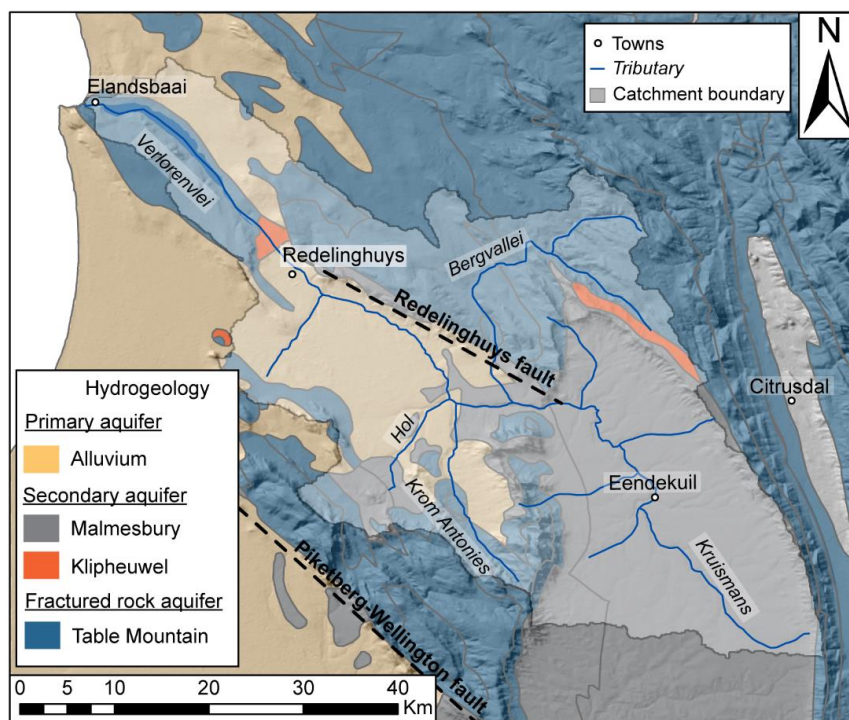 Towns
Tributary
Catchment boundary
N
Elandsbaai
Verlorenvlei
Redelinghuys
Bergvallei
Redelinghuys fault
Citrusdal
Hol
Krom Antonies
Eendekuil
Kruismans
Piketberg-Wellington fault
Hydrogeology
Primary aquifer
Alluvium
Secondary aquifer
Malmesbury
Klipheuwel
Fractured rock aquifer
Table Mountain
0 5 10 20 30 40
Km